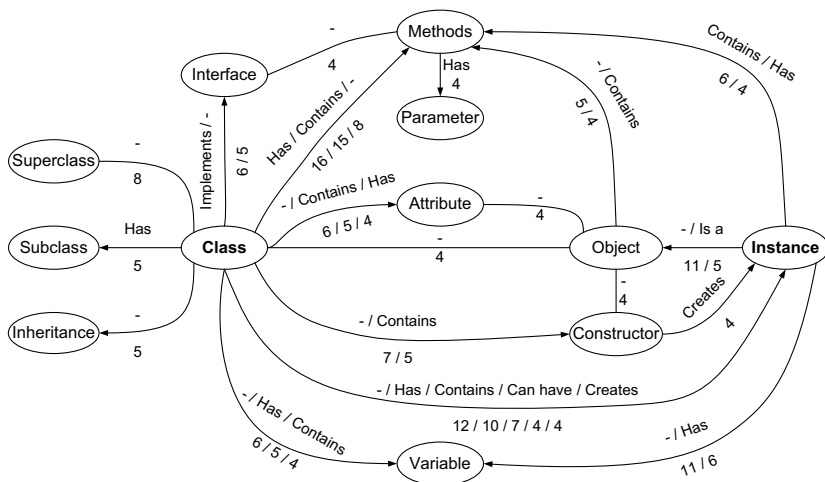 Methods
-
4
Contains / Has
6 / 4
Interface
Has
4
- / Contains
5 / 4
Has / Contains / -
16 / 15 / 8
Parameter
Implements / -
6 / 5
Superclass
-
8
- / Contains / Has
6 / 5 / 4
Attribute
-
4
Has
5
Subclass
Class
-
4
Object
- / Is a
11 / 5
Instance
-
4
Creates
4
Inheritance
-
5
- / Contains
7 / 5
Constructor
- / Has / Contains / Can have / Creates
12 / 10 / 7 / 4 / 4
- / Has / Contains
6 / 5 / 4
Variable
- / Has
11 / 6